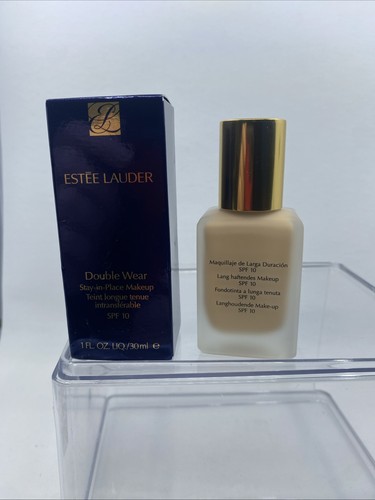 ESTĒE LAUDER
Double Wear
Stay-in-Place Makeup
Teint longue tenue
intransférable
SPF 10
1 FL. OZ. LIQ./30ml ℮
Maquillaje de Larga Duración
SPF 10
Lang haftendes Makeup
SPF 10
Fondotinta a lunga tenuta
SPF 10
Langhoudende Make-up
SPF 10